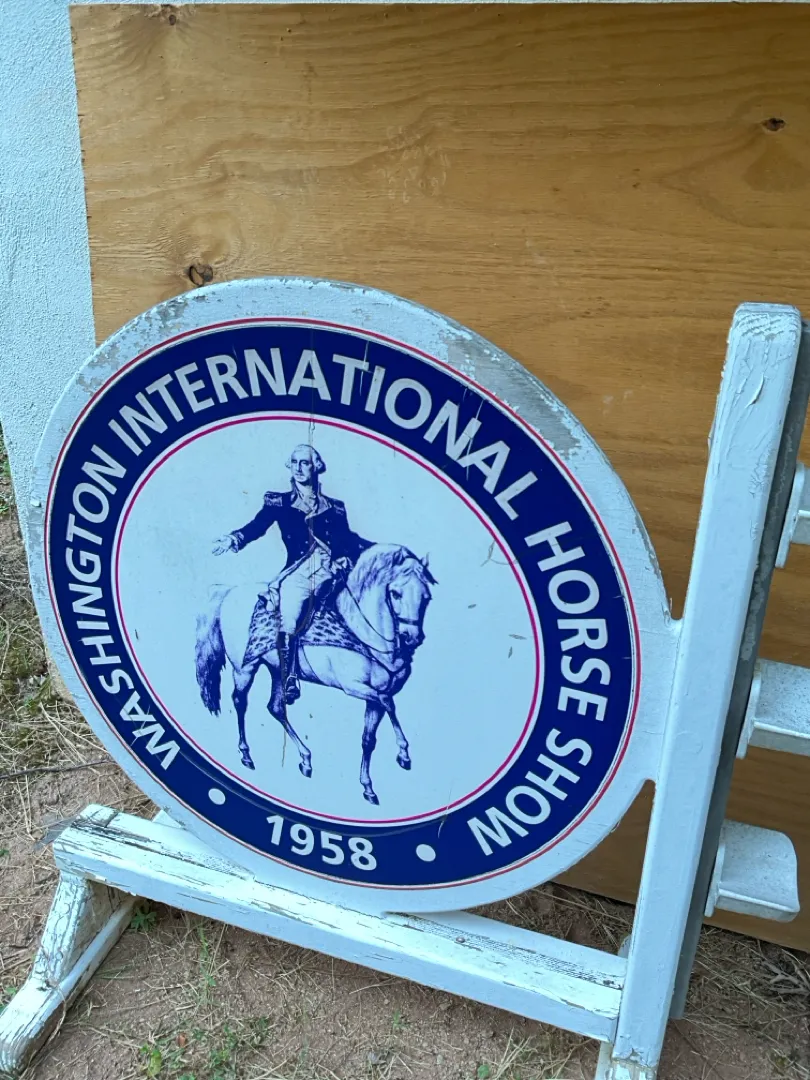 WASHINGTON INTERNATIONAL HORSE SHOW
• 1958 •